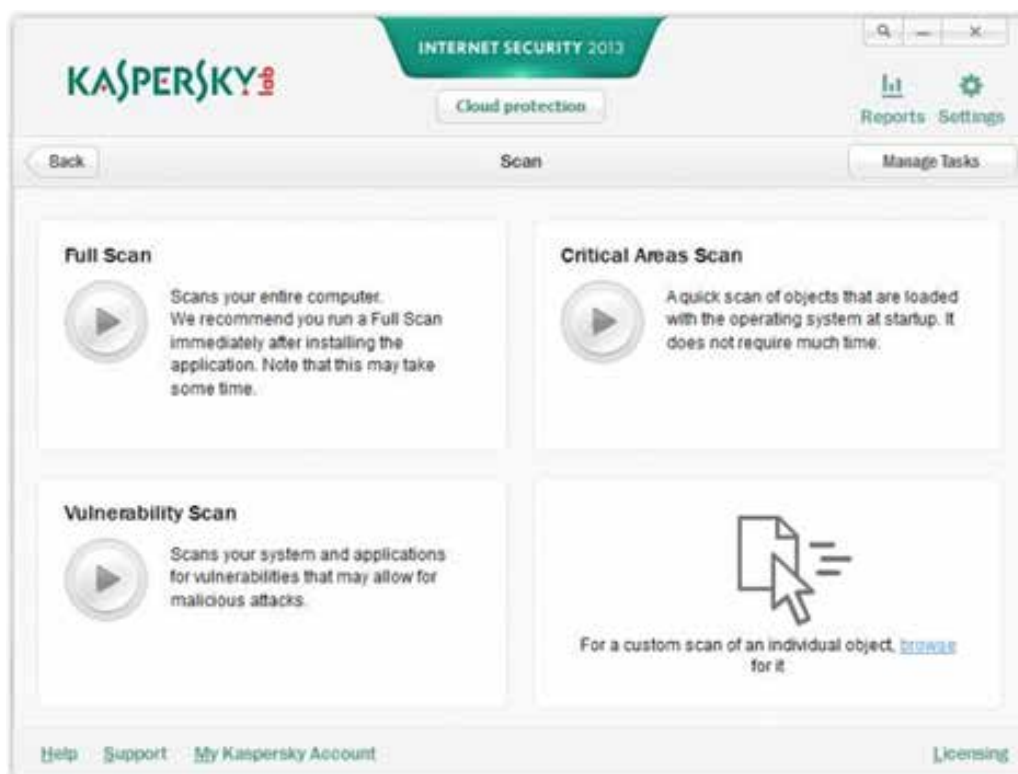 INTERNET SECURITY 2013
KASPERSKY lab
Cloud protection
Reports Settings
Back
Scan
Manage Tasks
Full Scan
Scans your entire computer.
We recommend you run a Full Scan
immediately after installing the
application. Note that this may take
some time.
Critical Areas Scan
A quick scan of objects that are loaded
with the operating system at startup. It
does not require much time.
Vulnerability Scan
Scans your system and applications
for vulnerabilities that may allow for
malicious attacks.
For a custom scan of an individual object, browse
for it
Help Support My Kaspersky Account
Licensing